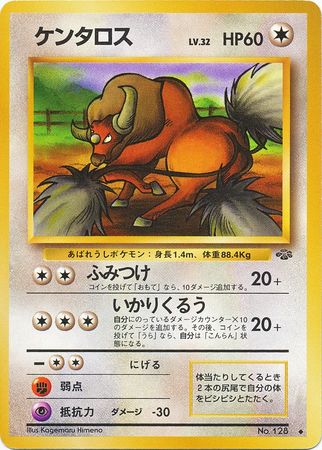 ケンタロス LV.32 HP60
あばれうしポケモン：身長1.4m、体重88.4Kg
ふみつけ 20+
コインを投げて「おもて」なら、10ダメージ追加する。
いかりくるう 20+
自分にのっているダメージカウンター×10
のダメージを追加する。その後、コインを投
げて「うら」なら、自分は「こんらん」状
態になる。
にげる
弱点
抵抗力 ダメージ -30
体当たりしてくるとき
2本の尻尾で自分の体
をピシピシとたたく。
Illus. Kagemaru Himeno No. 128